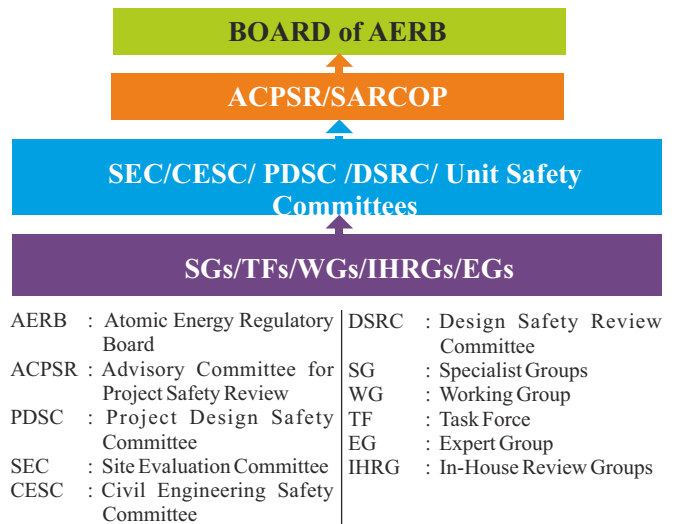 BOARD of AERB
ACPSR/SARCOP
SEC/CESC/ PDSC /DSRC/ Unit Safety
Committees
SGs/TFs/WGs/IHRGs/EGs
AERB : Atomic Energy Regulatory
Board
ACPSR : Advisory Committee for
Project Safety Review
PDSC : Project Design Safety
Committee
SEC : Site Evaluation Committee
CESC : Civil Engineering Safety
Committee
DSRC : Design Safety Review
Committee
SG : Specialist Groups
WG : Working Group
TF : Task Force
EG : Expert Group
IHRG : In-House Review Groups